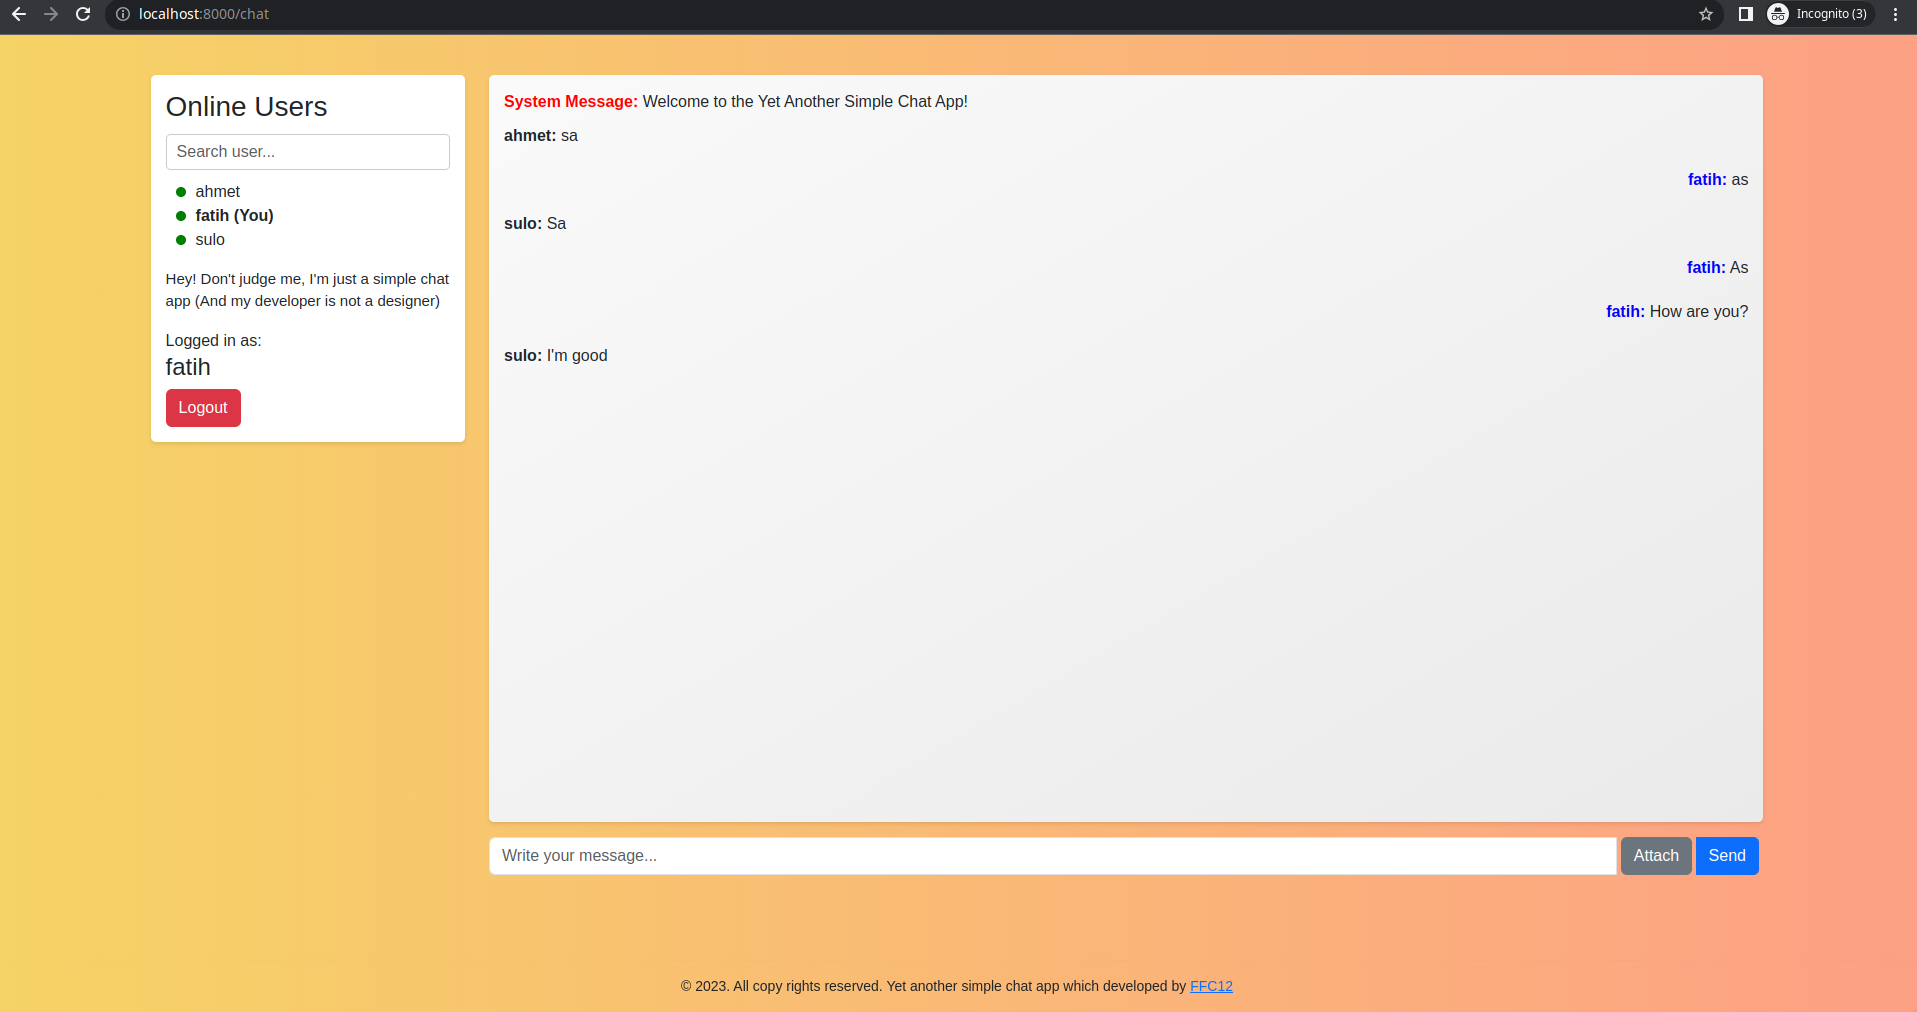 localhost:8000/chat
Incognito (3)
Online Users
Search user...
ahmet
fatih (You)
sulo
Hey! Don't judge me, I'm just a simple chat
app (And my developer is not a designer)
Logged in as:
fatih
Logout
System Message: Welcome to the Yet Another Simple Chat App!
ahmet: sa
fatih: as
sulo: Sa
fatih: As
fatih: How are you?
sulo: I'm good
Write your message...
Attach
Send
© 2023. All copy rights reserved. Yet another simple chat app which developed by FFC12